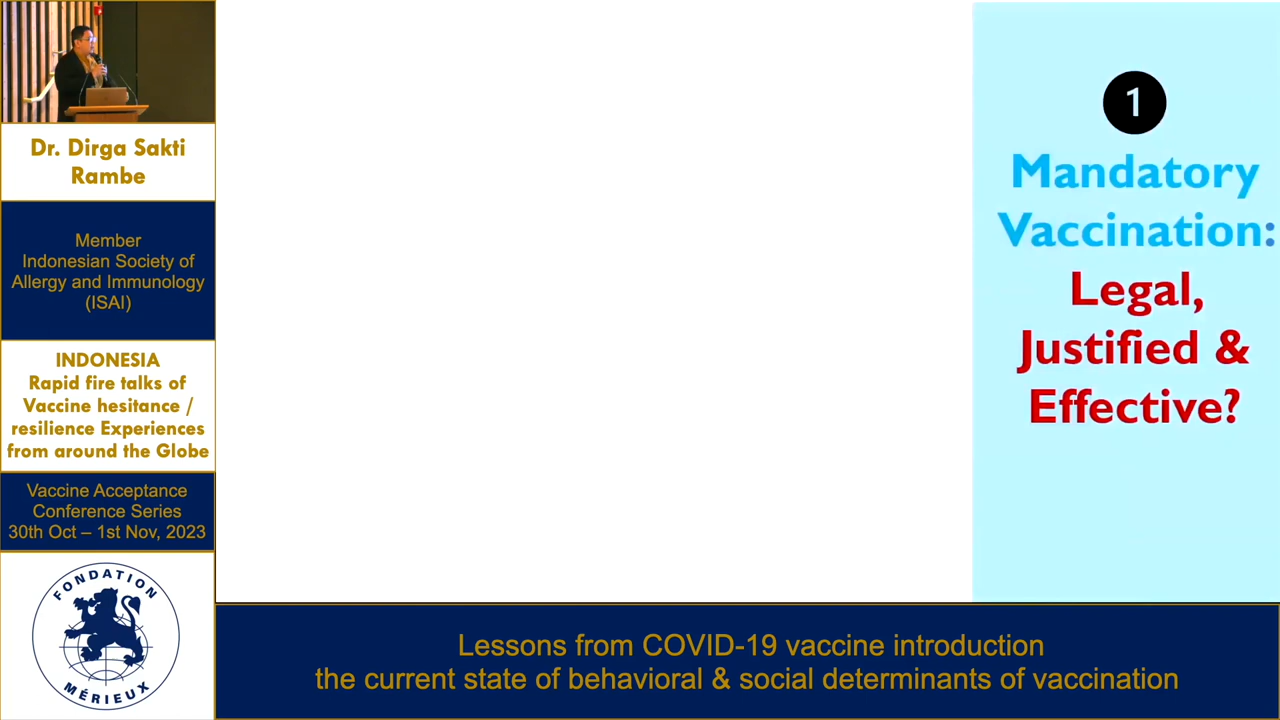 Dr. Dirga Sakti
Rambe
Member
Indonesian Society of
Allergy and Immunology
(ISAI)
INDONESIA
Rapid fire talks of
Vaccine hesitance /
resilience Experiences
from around the Globe
Vaccine Acceptance
Conference Series
30th Oct – 1st Nov, 2023
FONDATION
MÉRIEUX
1
Mandatory
Vaccination:
Legal,
Justified &
Effective?
Lessons from COVID-19 vaccine introduction
the current state of behavioral & social determinants of vaccination